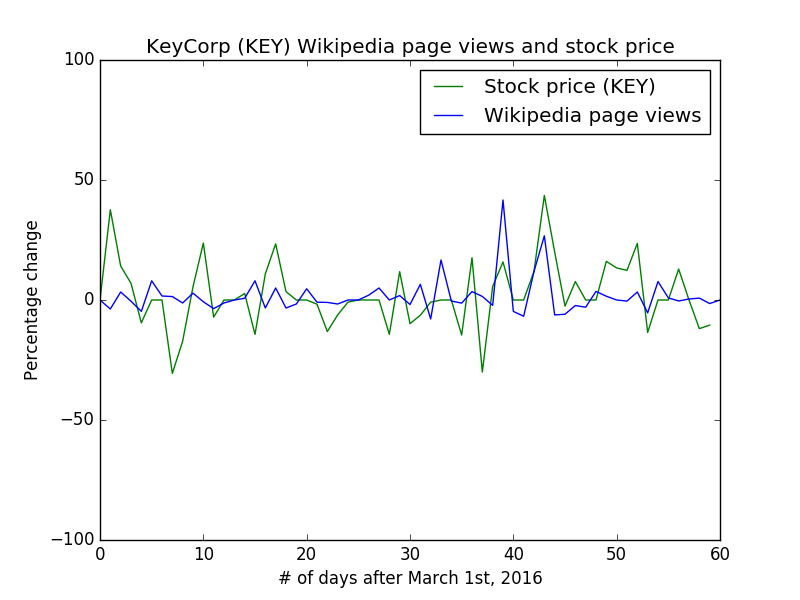 KeyCorp (KEY) Wikipedia page views and stock price
Stock price (KEY)
Wikipedia page views
100
50
0
−50
−100
Percentage change
0 10 20 30 40 50 60
# of days after March 1st, 2016